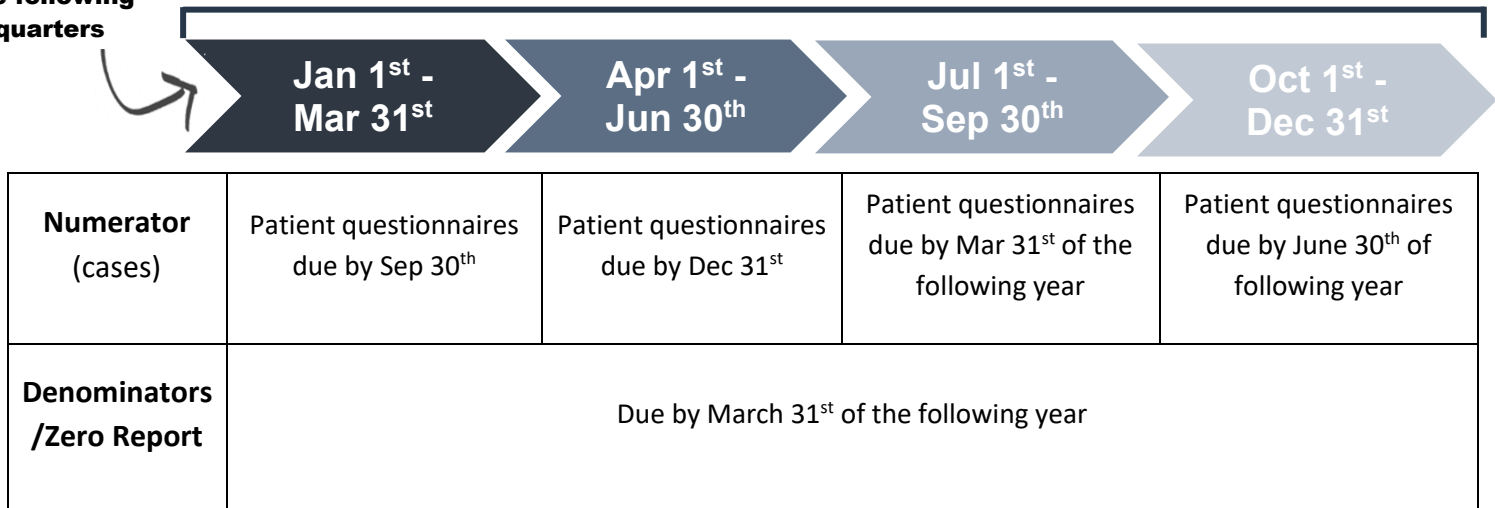 quarters
Jan 1st -
Mar 31st
Apr 1st -
Jun 30th
Jul 1st -
Sep 30th
Oct 1st -
Dec 31st
Numerator
(cases)
Patient questionnaires
due by Sep 30th
Patient questionnaires
due by Dec 31st
Patient questionnaires
due by Mar 31st of the
following year
Patient questionnaires
due by June 30th of
following year
Denominators
/Zero Report
Due by March 31st of the following year